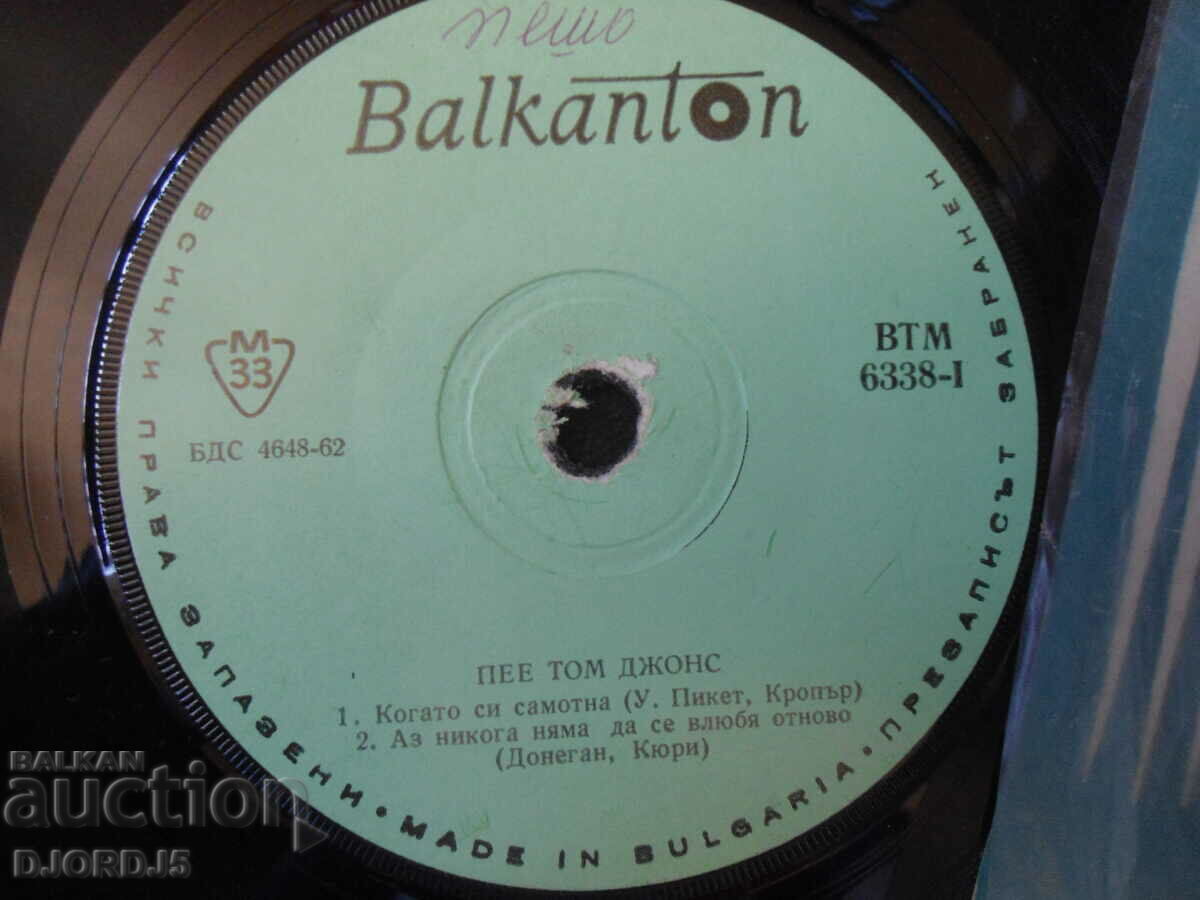 пешо
Balkanton
ВСИЧКИ ПРАВА ЗАПАЗЕНИ • MADE IN BULGARIA • ПРЕЗАПИСЪТ ЗАБРАНЕН
М
33
БДС 4648-62
ВТМ
6338-I
ПЕЕ ТОМ ДЖОНС
1. Когато си самотна (У. Пикет, Кропър)
2. Аз никога няма да се влюбя отново
(Донеган, Кюри)
BALKAN
auction
DJORD_J5